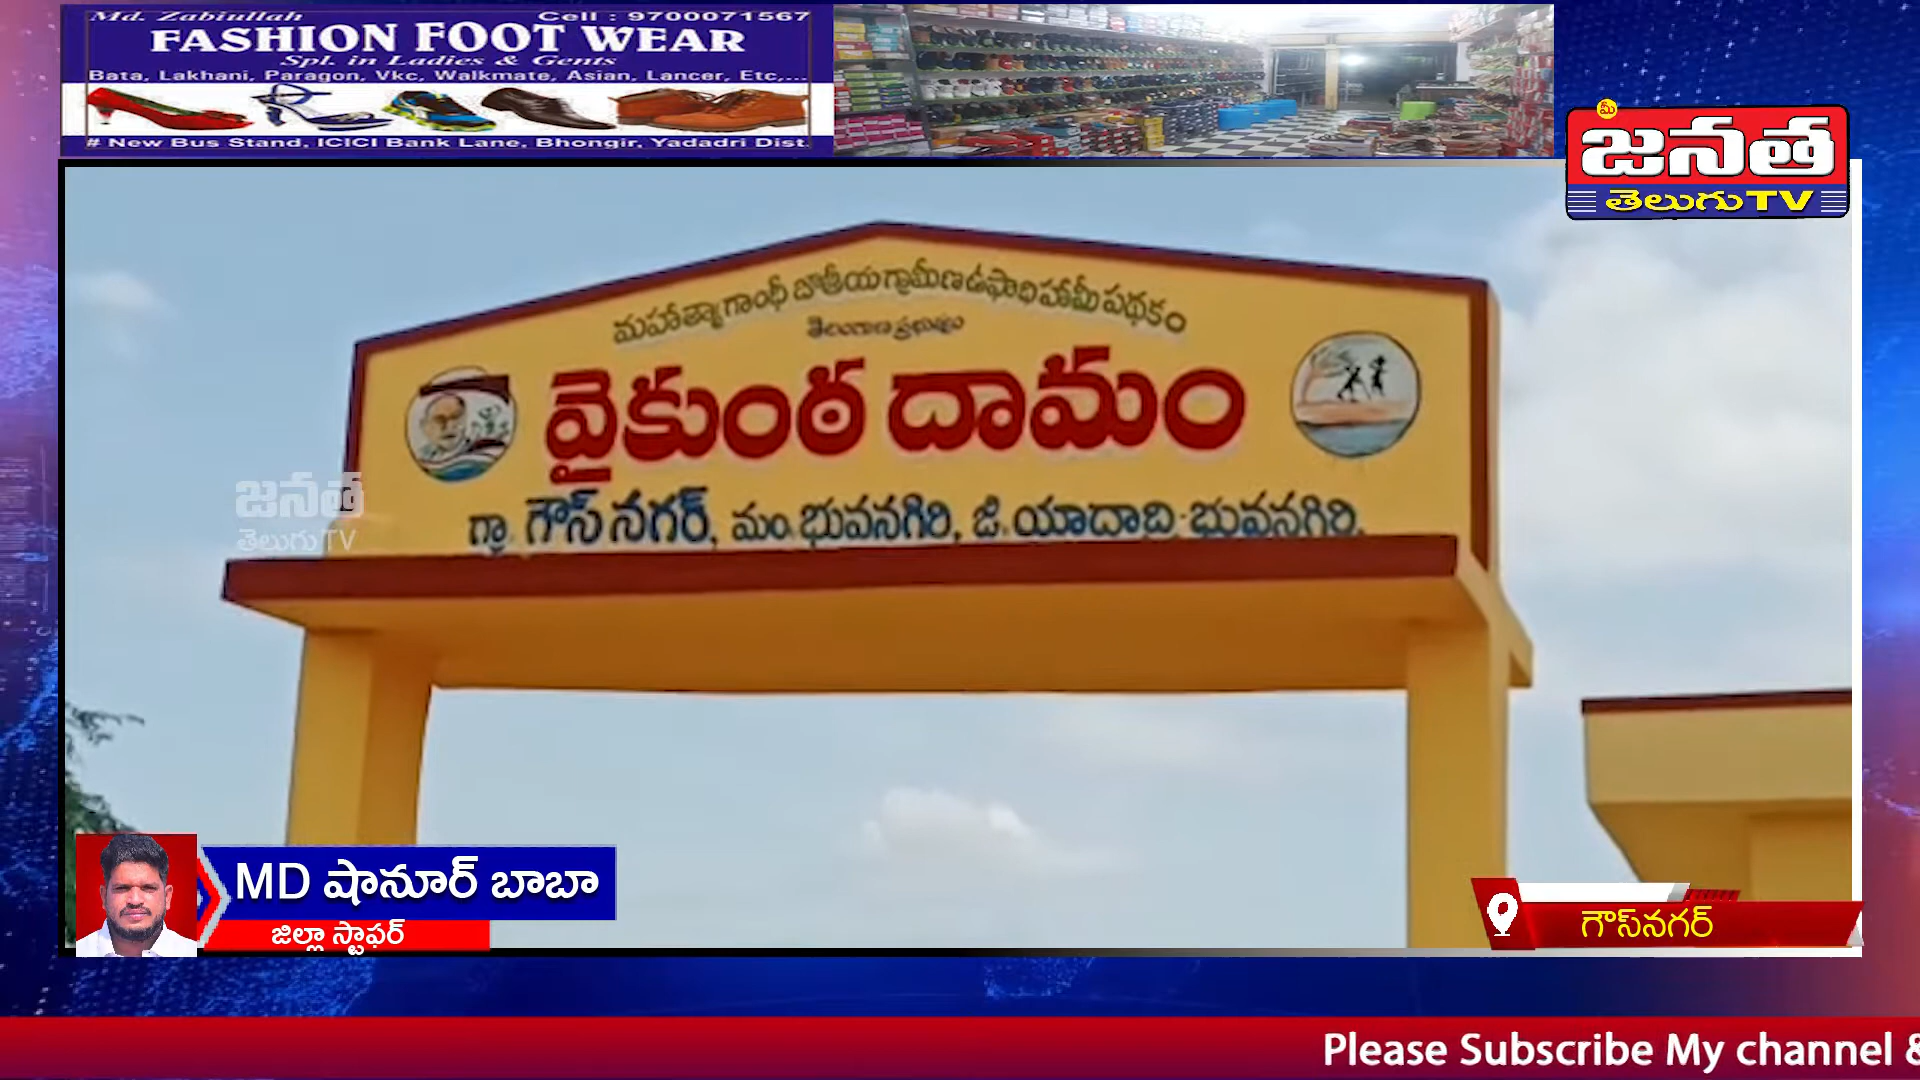 Md. Zabiullah Cell : 9700071567
FASHION FOOT WEAR
Spl. in Ladies & Gents
Bata, Lakhani, Paragon, Vkc, Walkmate, Asian, Lancer, Etc,...
# New Bus Stand, ICICI Bank Lane, Bhongir, Yadadri Dist.
మీ
జనత
తెలుగు TV
మహాత్మా గాంధీ జాతీయ గ్రామీణ ఉపాధి హామీ పథకం
తెలంగాణ ప్రభుత్వం
వైకుంఠ దామం
గ్రా. గౌస్ నగర్, మం. భువనగిరి, జి. యాదాద్రి-భువనగిరి.
జనత
తెలుగు TV
MD షానూర్ బాబా
జిల్లా స్టాఫర్
గౌస్‌నగర్
Please Subscribe My channel &